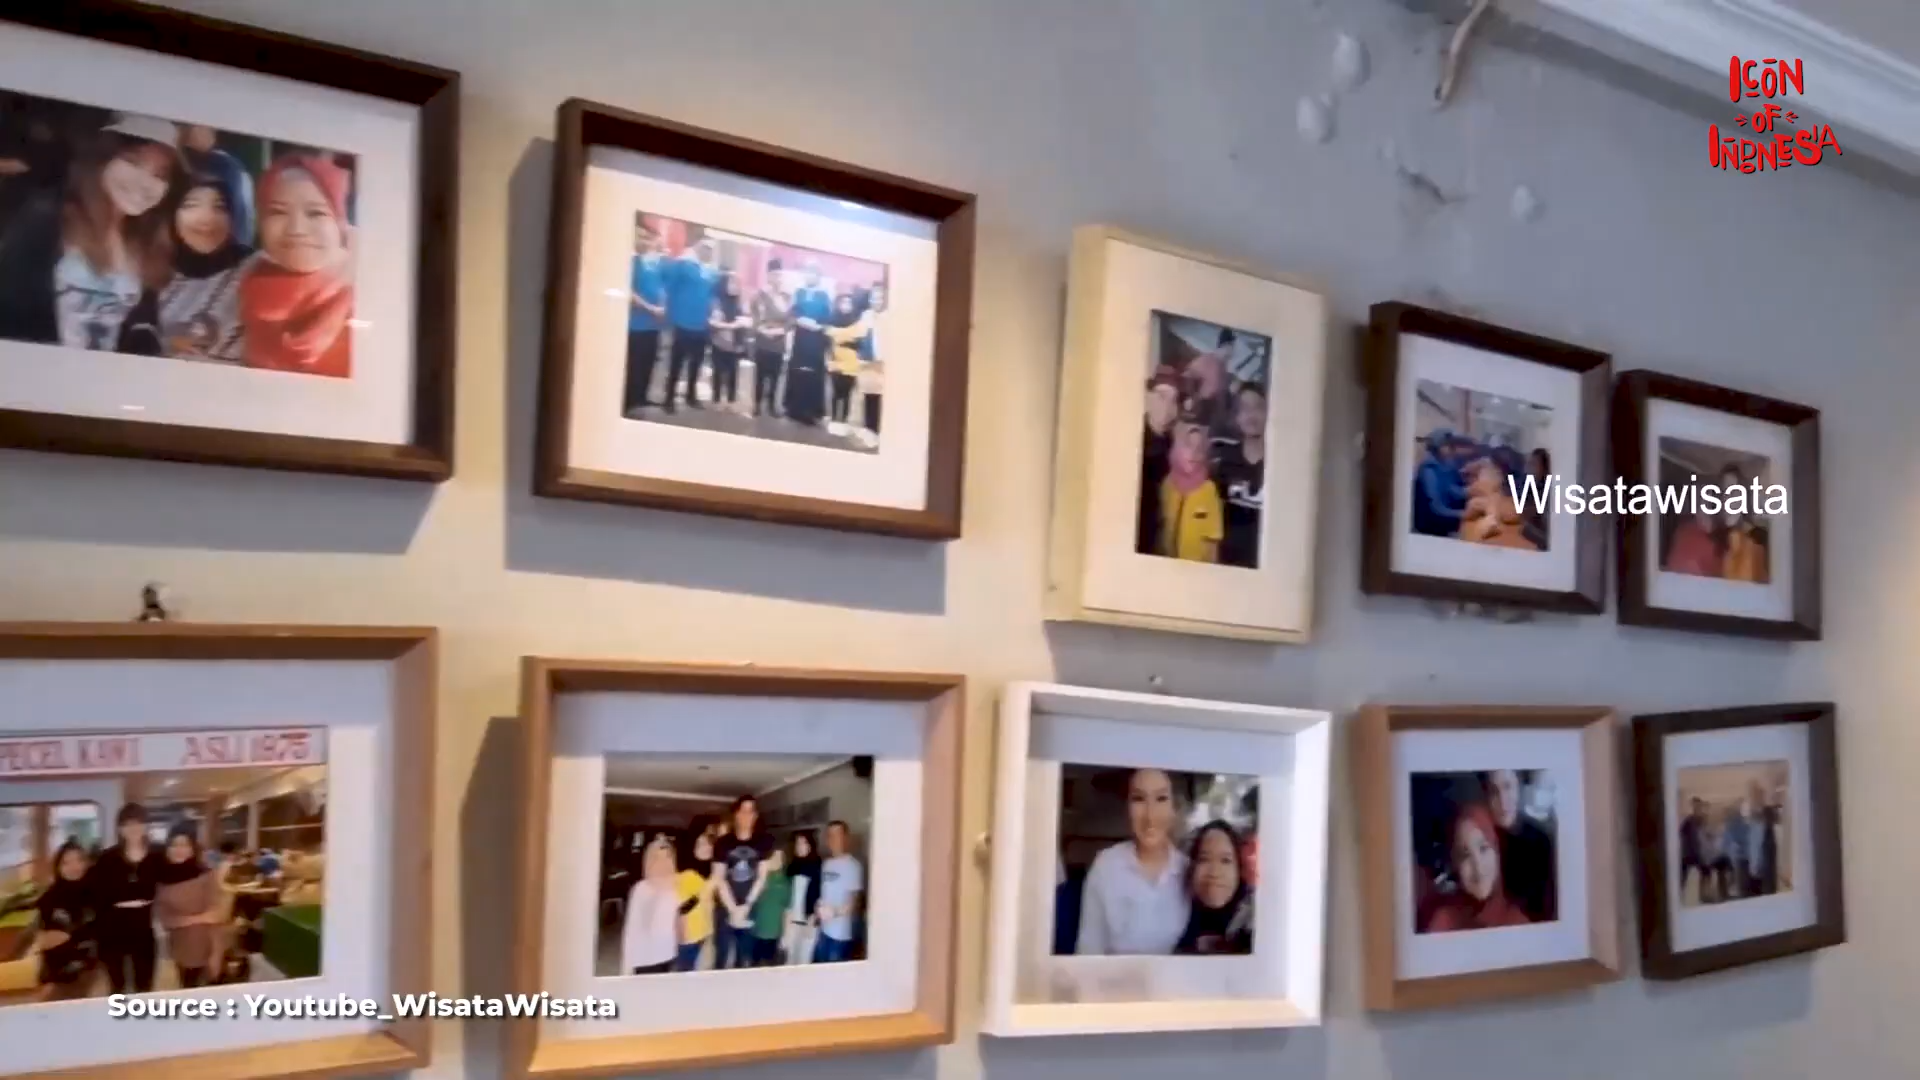 ICON
OF
INDNESIA
Wisatawisata
PECEL KAWI ASLI 1975
Source : Youtube_WisataWisata